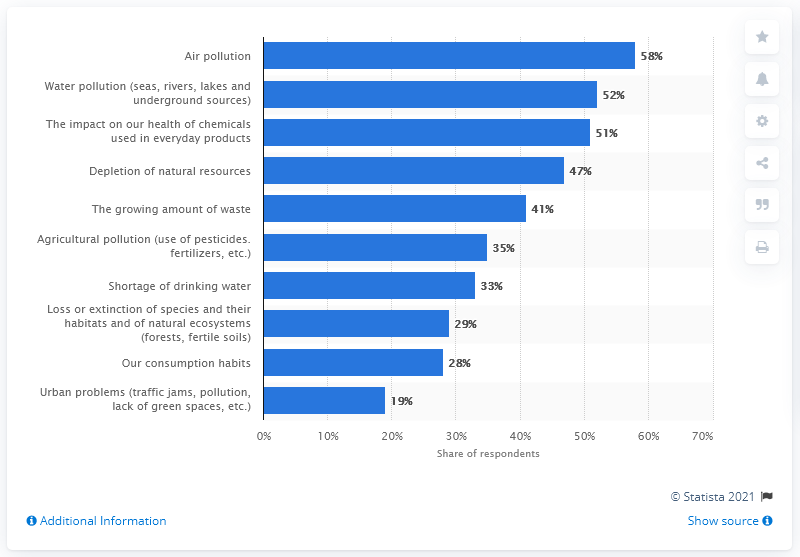 Air pollution
58%
Water pollution (seas, rivers, lakes and
underground sources)
52%
The impact on our health of chemicals
used in everyday products
51%
Depletion of natural resources
47%
The growing amount of waste
41%
Agricultural pollution (use of pesticides.
fertilizers, etc.)
35%
Shortage of drinking water
33%
Loss or extinction of species and their
habitats and of natural ecosystems
(forests, fertile soils)
29%
Our consumption habits
28%
Urban problems (traffic jams, pollution,
lack of green spaces, etc.)
19%
0% 10% 20% 30% 40% 50% 60% 70%
Share of respondents
© Statista 2021
Additional Information
Show source